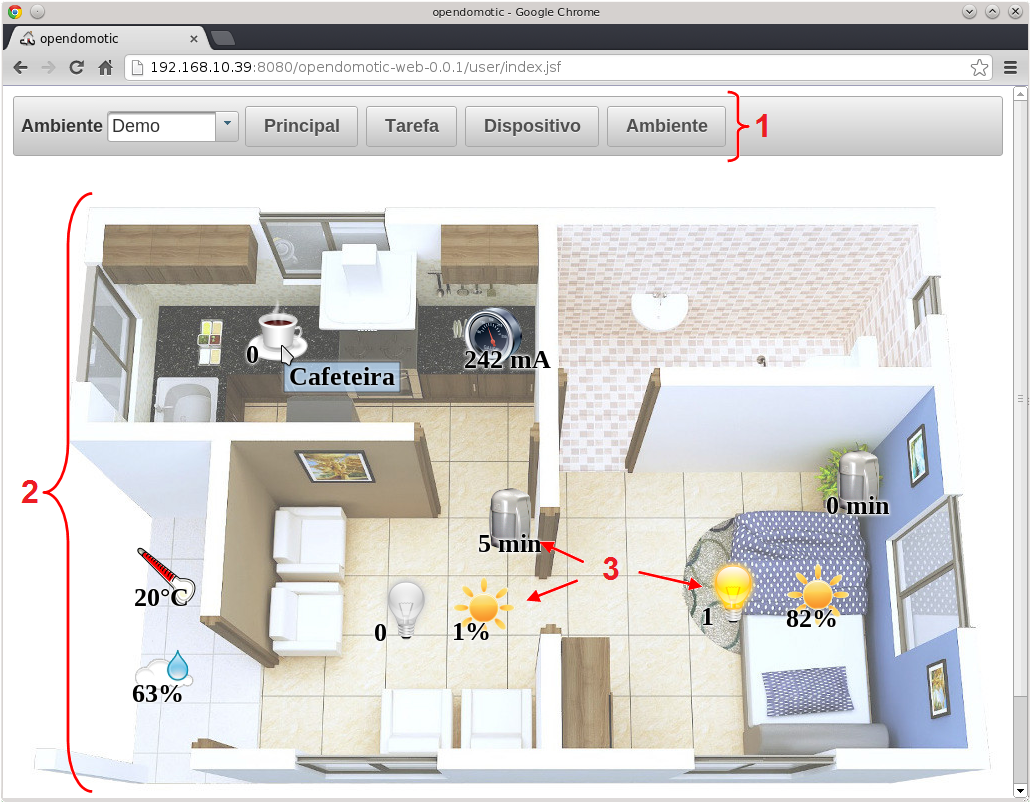 opendomotic - Google Chrome
opendomotic
192.168.10.39:8080/opendomotic-web-0.0.1/user/index.jsf
Ambiente Demo Principal Tarefa Dispositivo Ambiente 1
2
0
242 mA
Cafeteira
0 min
5 min
3
20°C
0
1%
1
82%
63%